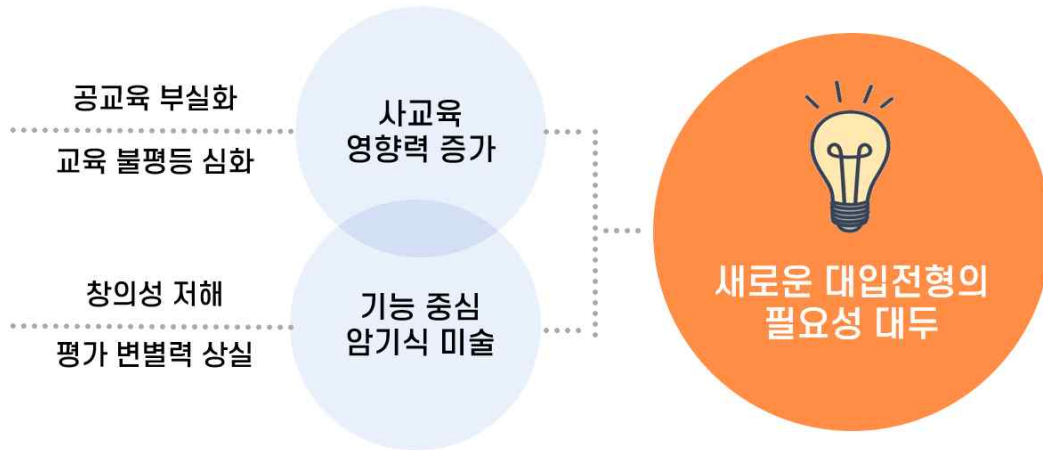 공교육 부실화
교육 불평등 심화
사교육
영향력 증가
창의성 저해
평가 변별력 상실
기능 중심
암기식 미술
새로운 대입전형의
필요성 대두